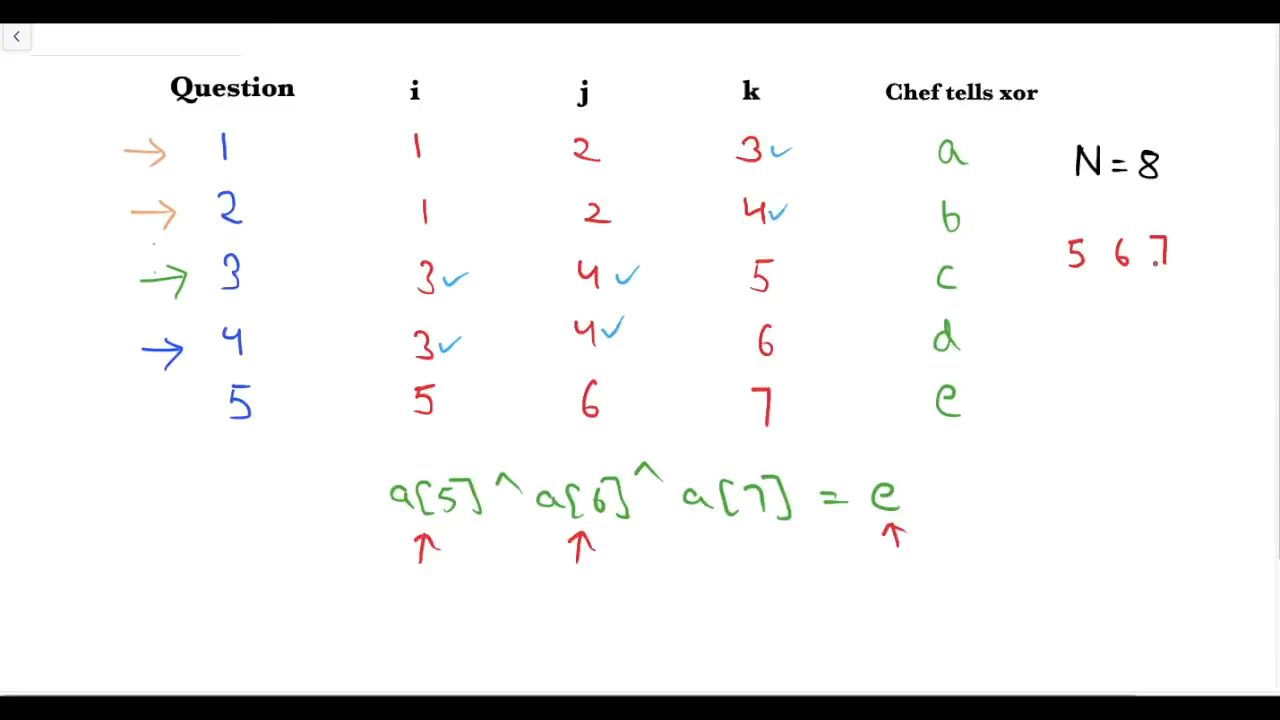 Question i j k Chef tells xor
1 1 2 3 a
N = 8
2 1 2 4 b
5 6 7
3 3 4 5 c
4 3 4 6 d
5 5 6 7 e
a[5] ^ a[6] ^ a[7] = e